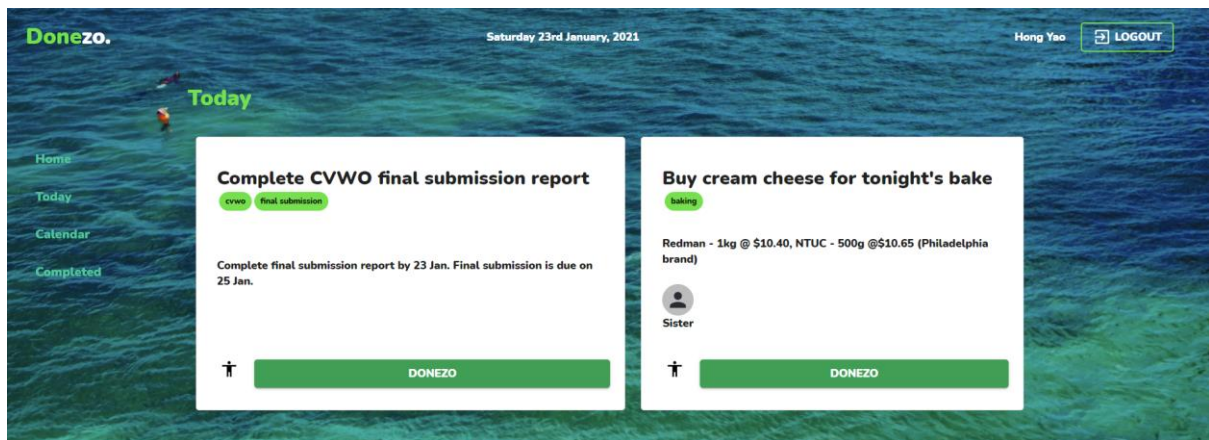 Donezo.
Saturday 23rd January, 2021
Hong Yao
LOGOUT
Today
Home
Today
Calendar
Completed
Complete CVWO final submission report
cvwo final submission
Complete final submission report by 23 Jan. Final submission is due on
25 Jan.
DONEZO
Buy cream cheese for tonight's bake
baking
Redman - 1kg @ $10.40, NTUC - 500g @$10.65 (Philadelphia
brand)
Sister
DONEZO